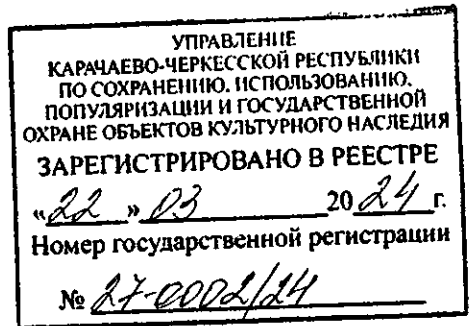 УПРАВЛЕНИЕ
КАРАЧАЕВО-ЧЕРКЕССКОЙ РЕСПУБЛИКИ
ПО СОХРАНЕНИЮ, ИСПОЛЬЗОВАНИЮ,
ПОПУЛЯРИЗАЦИИ И ГОСУДАРСТВЕННОЙ
ОХРАНЕ ОБЪЕКТОВ КУЛЬТУРНОГО НАСЛЕДИЯ
ЗАРЕГИСТРИРОВАНО В РЕЕСТРЕ
«22» 03 2024 г.
Номер государственной регистрации
№ 27-0002/24